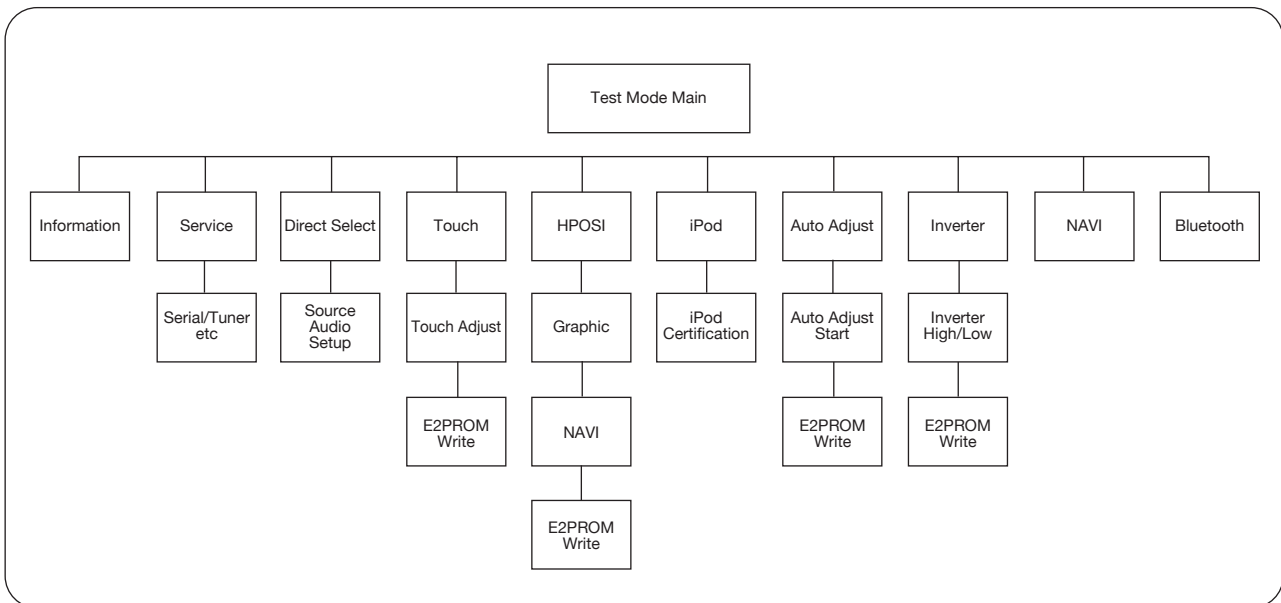 Test Mode Main
Information
Service
Direct Select
Touch
HPOSI
iPod
Auto Adjust
Inverter
NAVI
Bluetooth
Serial/Tuner
etc
Source
Audio
Setup
Touch Adjust
Graphic
iPod
Certification
Auto Adjust
Start
Inverter
High/Low
E2PROM
Write
NAVI
E2PROM
Write
E2PROM
Write
E2PROM
Write